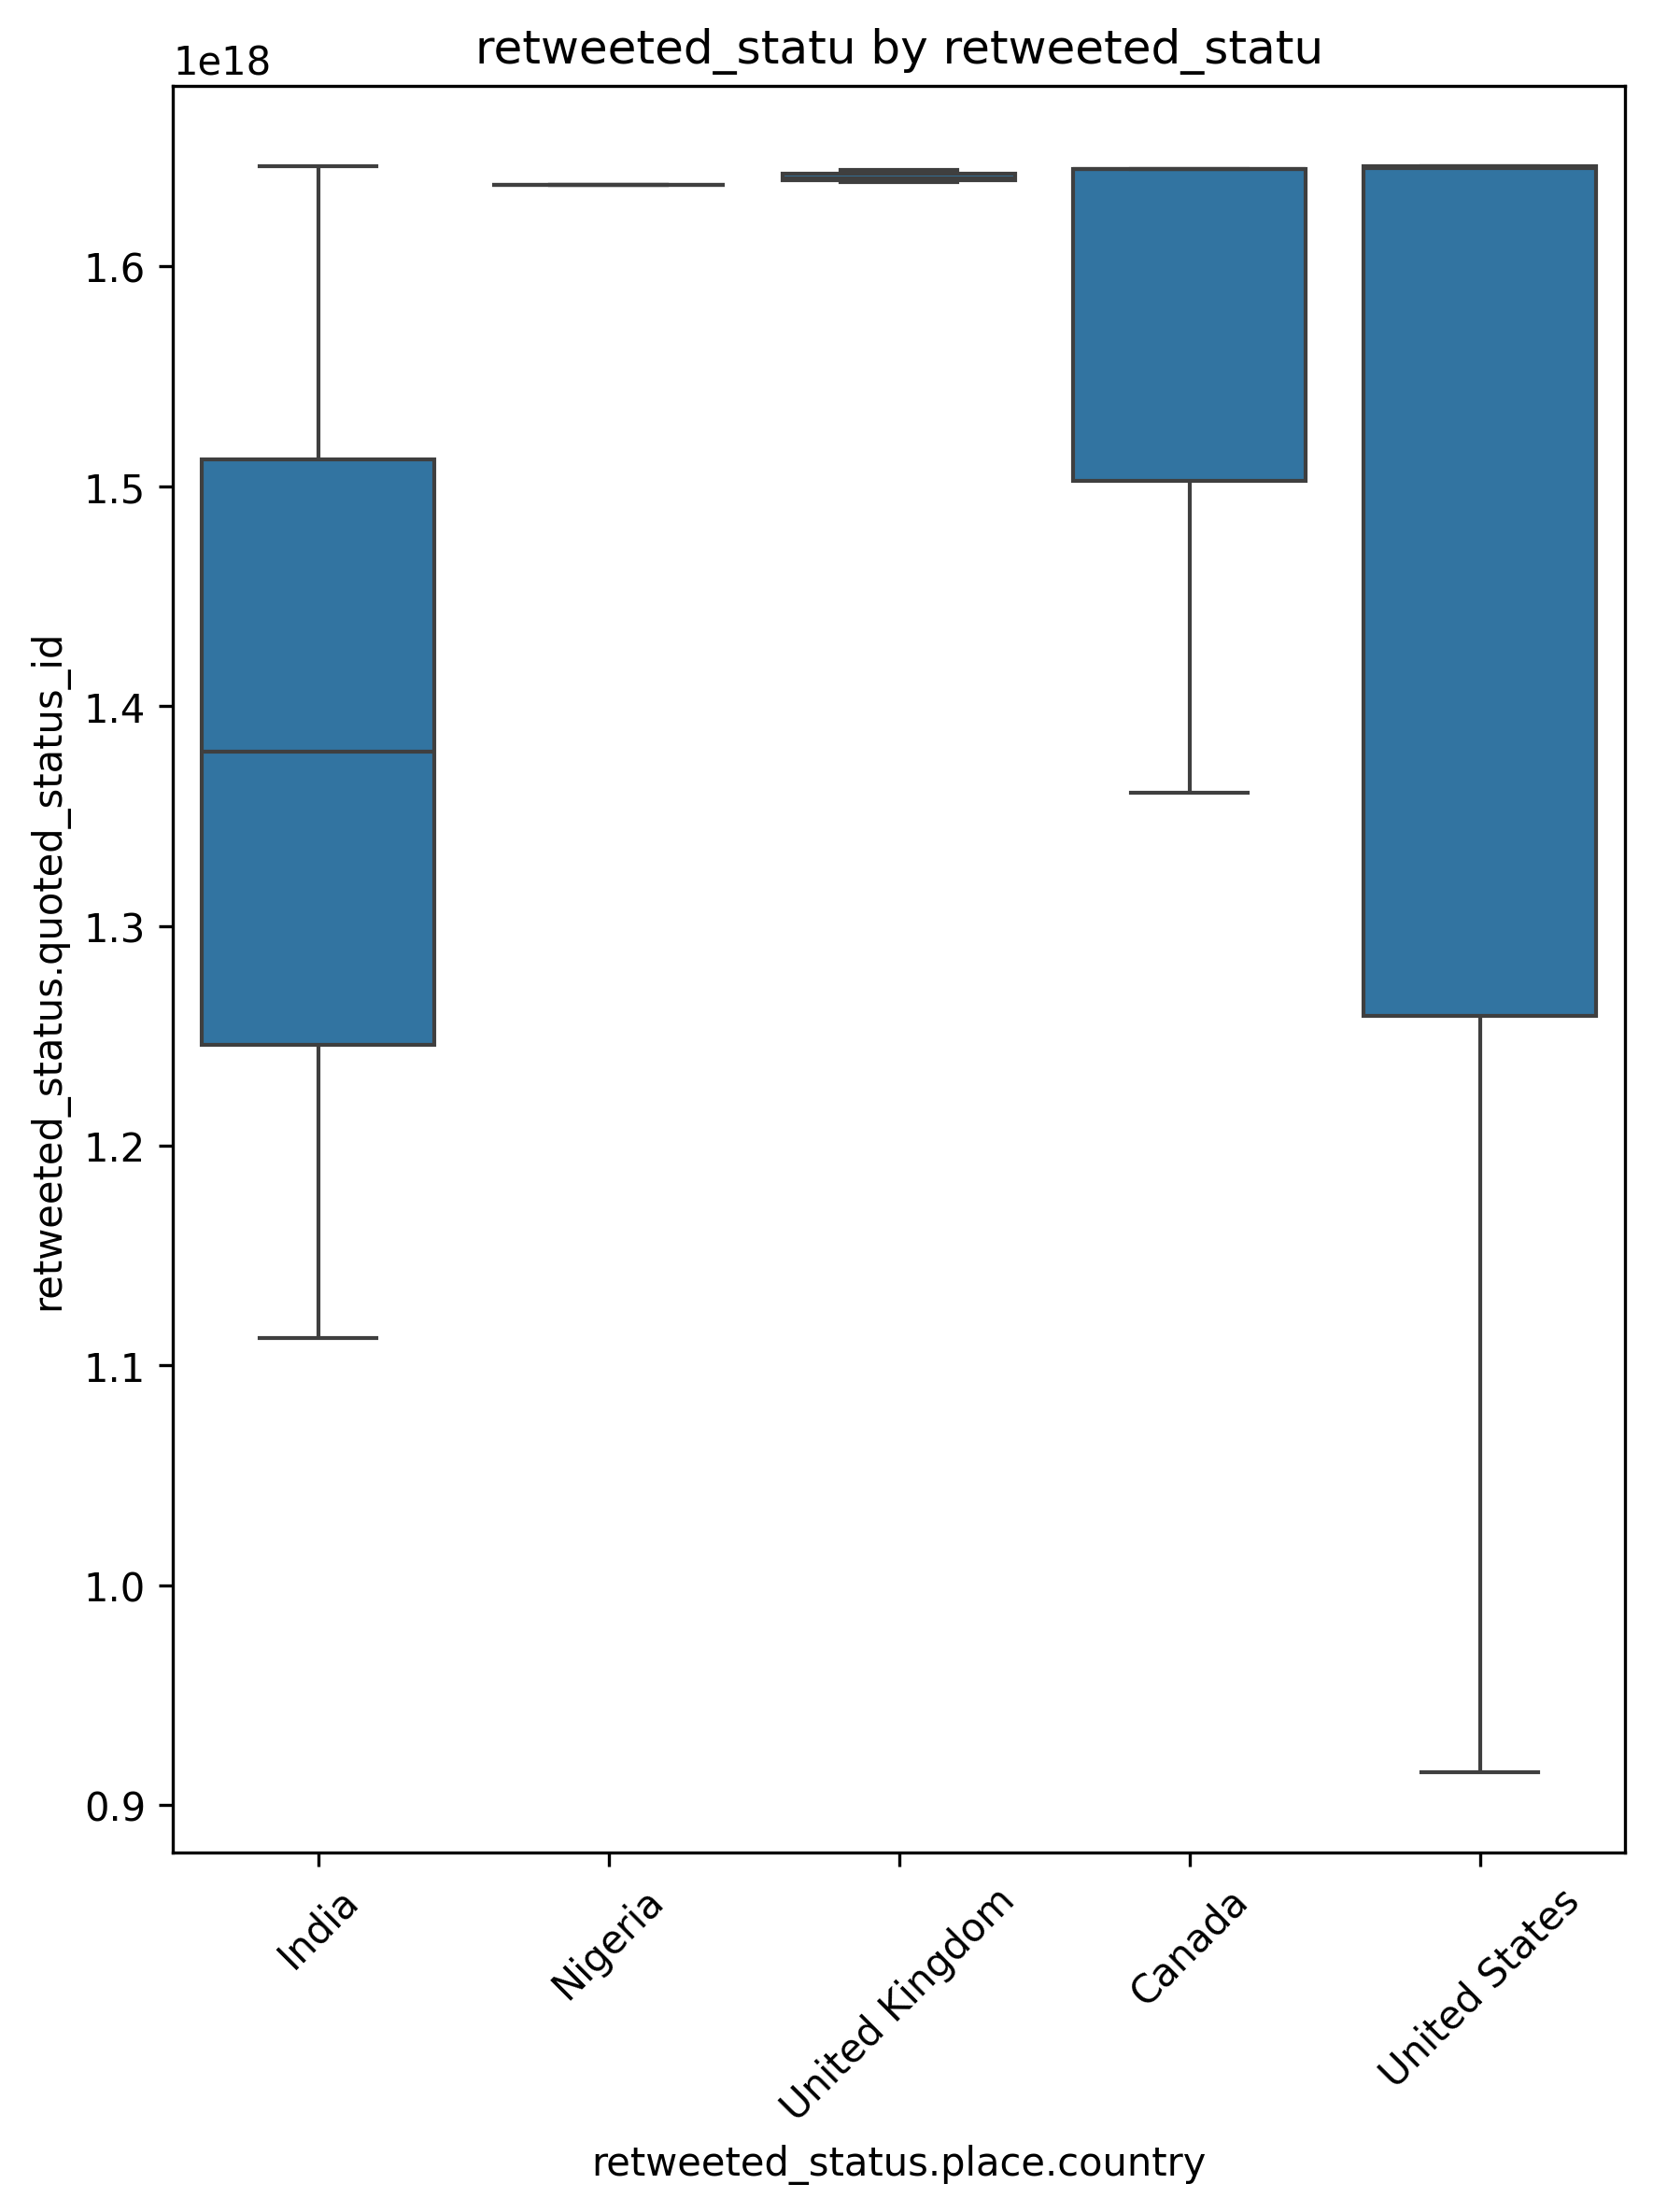 retweeted_statu by retweeted_statu
1e18
1.6
1.5
1.4
1.3
1.2
1.1
1.0
0.9
retweeted_status.quoted_status_id
India
Nigeria
United Kingdom
Canada
United States
retweeted_status.place.country